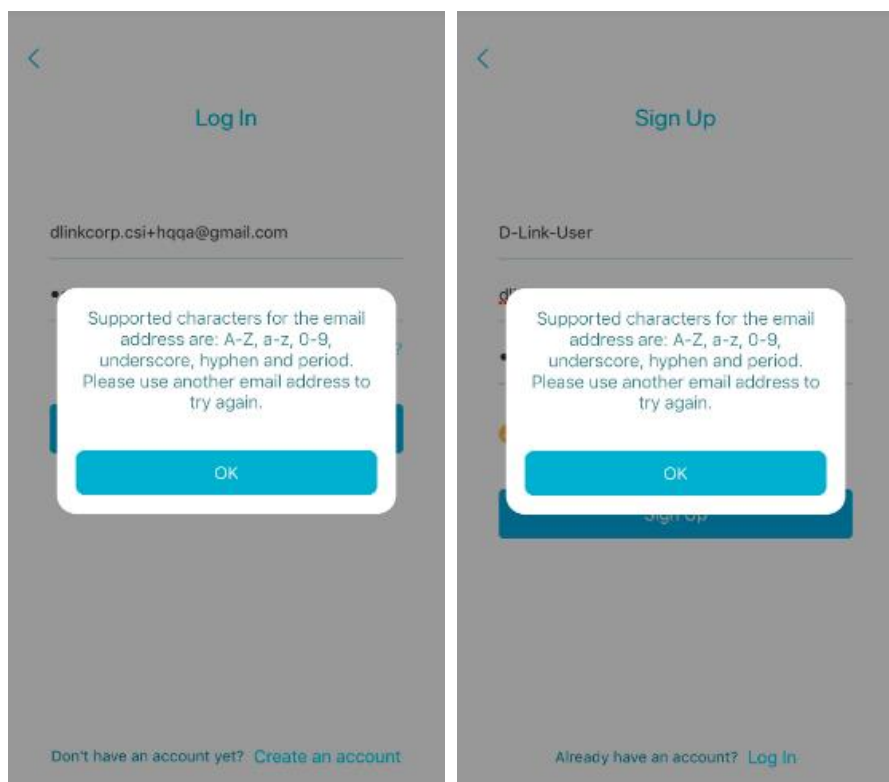 Log In
dlinkcorp.csi+hqqa@gmail.com
Supported characters for the email
address are: A-Z, a-z, 0-9,
underscore, hyphen and period.
Please use another email address to
try again.
?
OK
Don't have an account yet? Create an account
Sign Up
D-Link-User
Supported characters for the email
address are: A-Z, a-z, 0-9,
underscore, hyphen and period.
Please use another email address to
try again.
OK
Sign Up
Already have an account? Log In